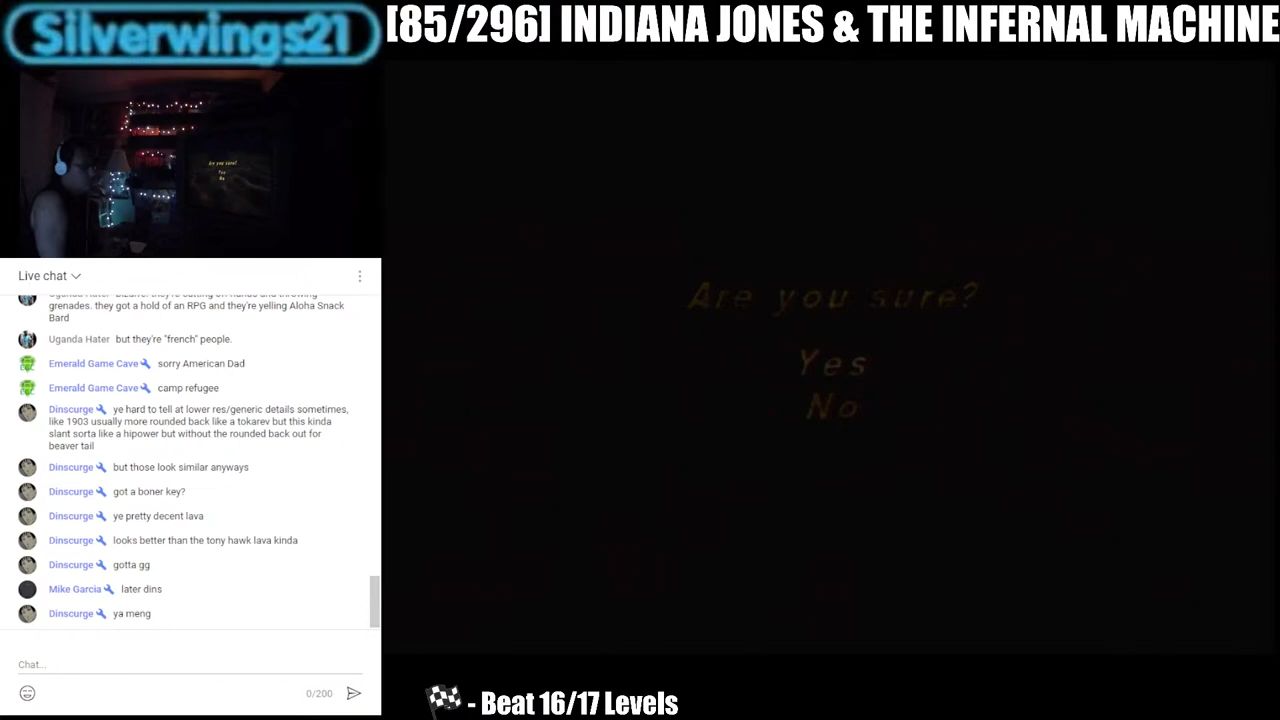 Silverwings21
[85/296] INDIANA JONES & THE INFERNAL MACHINE
Are you sure?
Yes
No
Live chat
grenades. they got a hold of an RPG and they're yelling Aloha Snack
Bard
Uganda Hater but they're "french" people.
Emerald Game Cave sorry American Dad
Emerald Game Cave camp refugee
Dinscurge ye hard to tell at lower res/generic details sometimes,
like 1903 usually more rounded back like a tokarev but this kinda
slant sorta like a hipower but without the rounded back out for
beaver tail
Dinscurge but those look similar anyways
Dinscurge got a boner key?
Dinscurge ye pretty decent lava
Dinscurge looks better than the tony hawk lava kinda
Dinscurge gotta gg
Mike Garcia later dins
Dinscurge ya meng
Chat...
0/200
Are you sure?
Yes
No
- Beat 16/17 Levels